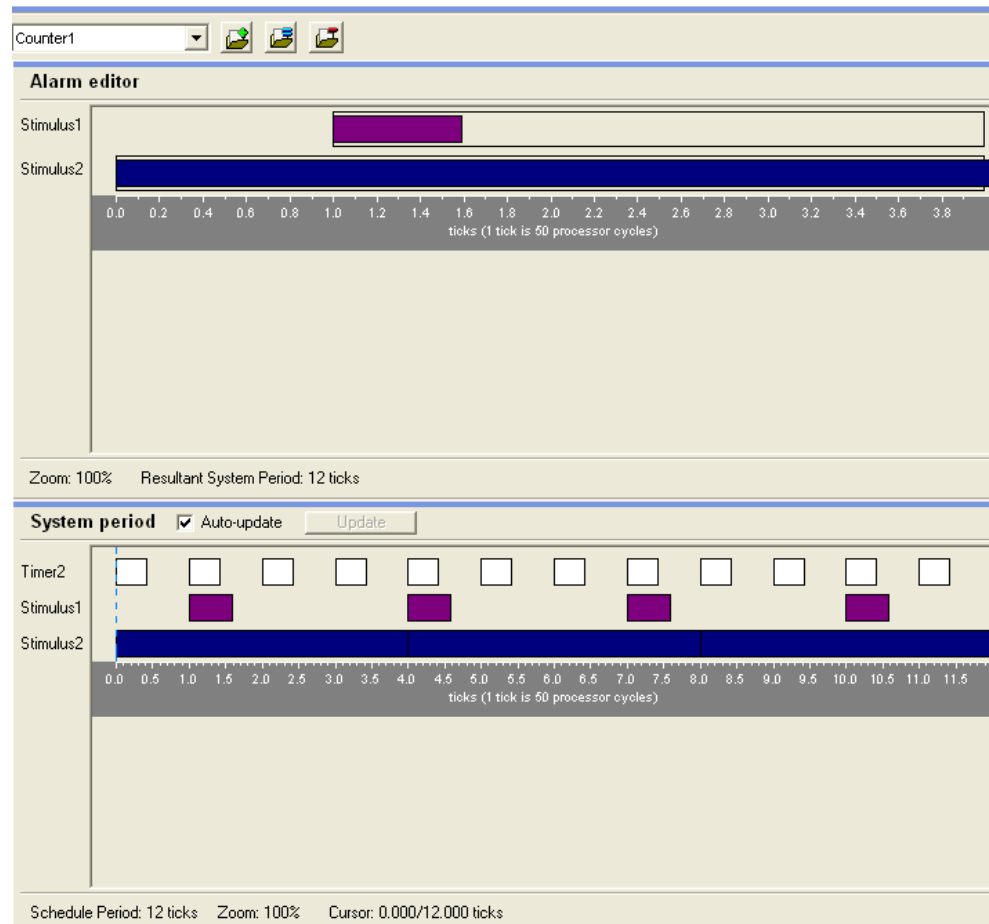 Counter1
Alarm editor
Stimulus1
Stimulus2
0.0 0.2 0.4 0.6 0.8 1.0 1.2 1.4 1.6 1.8 2.0 2.2 2.4 2.6 2.8 3.0 3.2 3.4 3.6 3.8
ticks (1 tick is 50 processor cycles)
Zoom: 100% Resultant System Period: 12 ticks
System period Auto-update Update
Timer2
Stimulus1
Stimulus2
0.0 0.5 1.0 1.5 2.0 2.5 3.0 3.5 4.0 4.5 5.0 5.5 6.0 6.5 7.0 7.5 8.0 8.5 9.0 9.5 10.0 10.5 11.0 11.5
ticks (1 tick is 50 processor cycles)
Schedule Period: 12 ticks Zoom: 100% Cursor: 0.000/12.000 ticks